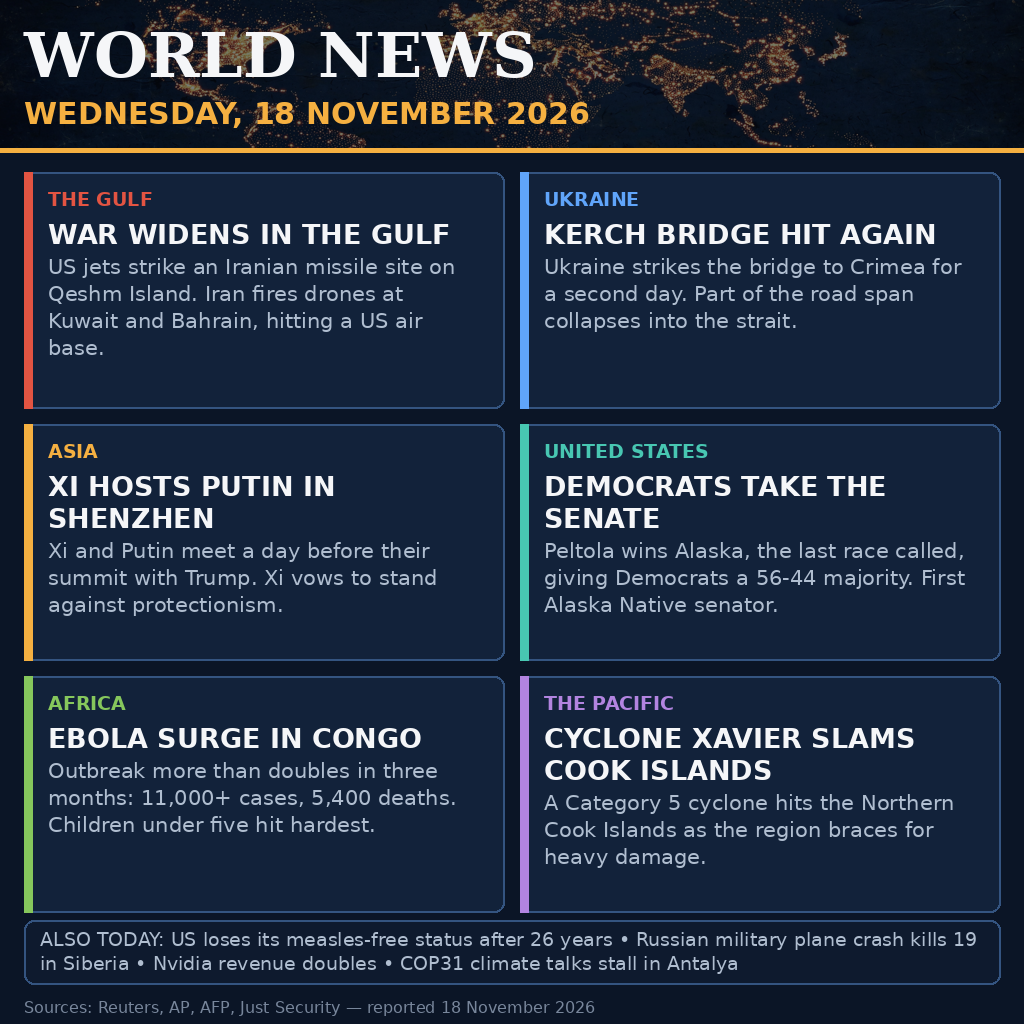 WORLD NEWS
WEDNESDAY, 18 NOVEMBER 2026
THE GULF
WAR WIDENS IN THE GULF
US jets strike an Iranian missile site on
Qeshm Island. Iran fires drones at
Kuwait and Bahrain, hitting a US air
base.
UKRAINE
KERCH BRIDGE HIT AGAIN
Ukraine strikes the bridge to Crimea for
a second day. Part of the road span
collapses into the strait.
ASIA
XI HOSTS PUTIN IN
SHENZHEN
Xi and Putin meet a day before their
summit with Trump. Xi vows to stand
against protectionism.
UNITED STATES
DEMOCRATS TAKE THE
SENATE
Peltola wins Alaska, the last race called,
giving Democrats a 56-44 majority. First
Alaska Native senator.
AFRICA
EBOLA SURGE IN CONGO
Outbreak more than doubles in three
months: 11,000+ cases, 5,400 deaths.
Children under five hit hardest.
THE PACIFIC
CYCLONE XAVIER SLAMS
COOK ISLANDS
A Category 5 cyclone hits the Northern
Cook Islands as the region braces for
heavy damage.
ALSO TODAY: US loses its measles-free status after 26 years • Russian military plane crash kills 19
in Siberia • Nvidia revenue doubles • COP31 climate talks stall in Antalya
Sources: Reuters, AP, AFP, Just Security — reported 18 November 2026